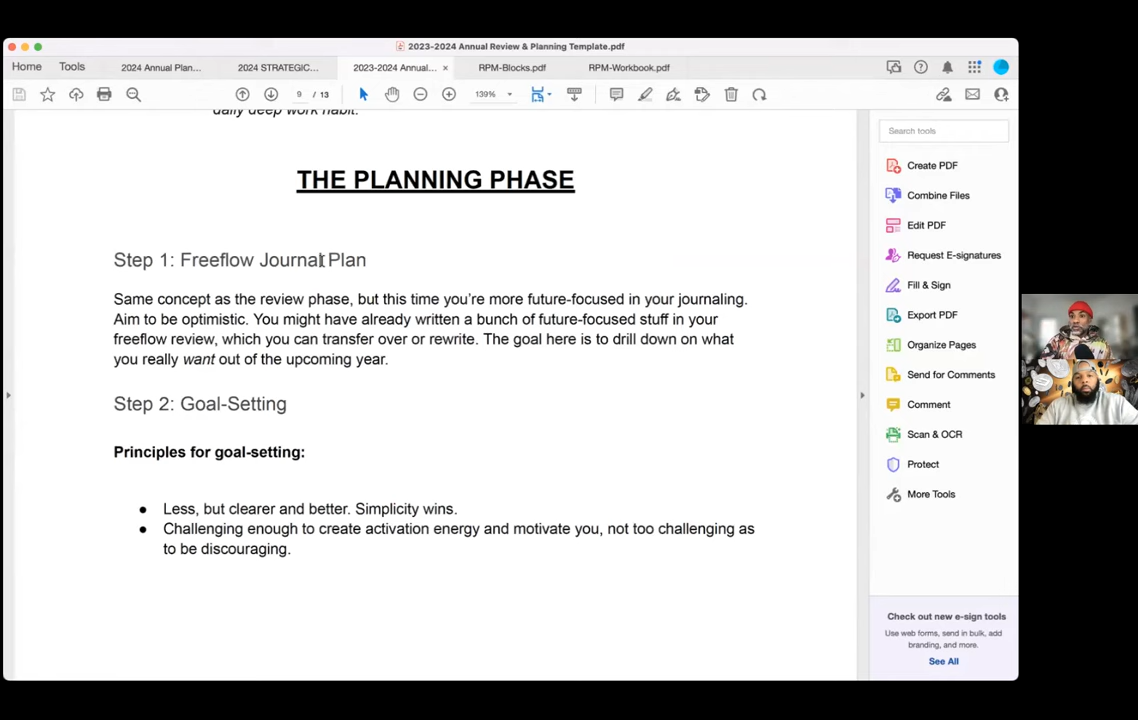 2023-2024 Annual Review & Planning Template.pdf
Home
Tools
2024 Annual Plan...
2024 STRATEGIC...
2023-2024 Annual...
RPM-Blocks.pdf
RPM-Workbook.pdf
9 / 13
139%
daily deep work habit.
THE PLANNING PHASE
Step 1: Freeflow Journal Plan
Same concept as the review phase, but this time you're more future-focused in your journaling.
Aim to be optimistic. You might have already written a bunch of future-focused stuff in your
freeflow review, which you can transfer over or rewrite. The goal here is to drill down on what
you really want out of the upcoming year.
Step 2: Goal-Setting
Principles for goal-setting:
● Less, but clearer and better. Simplicity wins.
● Challenging enough to create activation energy and motivate you, not too challenging as
to be discouraging.
Search tools
Create PDF
Combine Files
Edit PDF
Request E-signatures
Fill & Sign
Export PDF
Organize Pages
Send for Comments
Comment
Scan & OCR
Protect
More Tools
Check out new e-sign tools
Use web forms, send in bulk, add
branding, and more.
See All